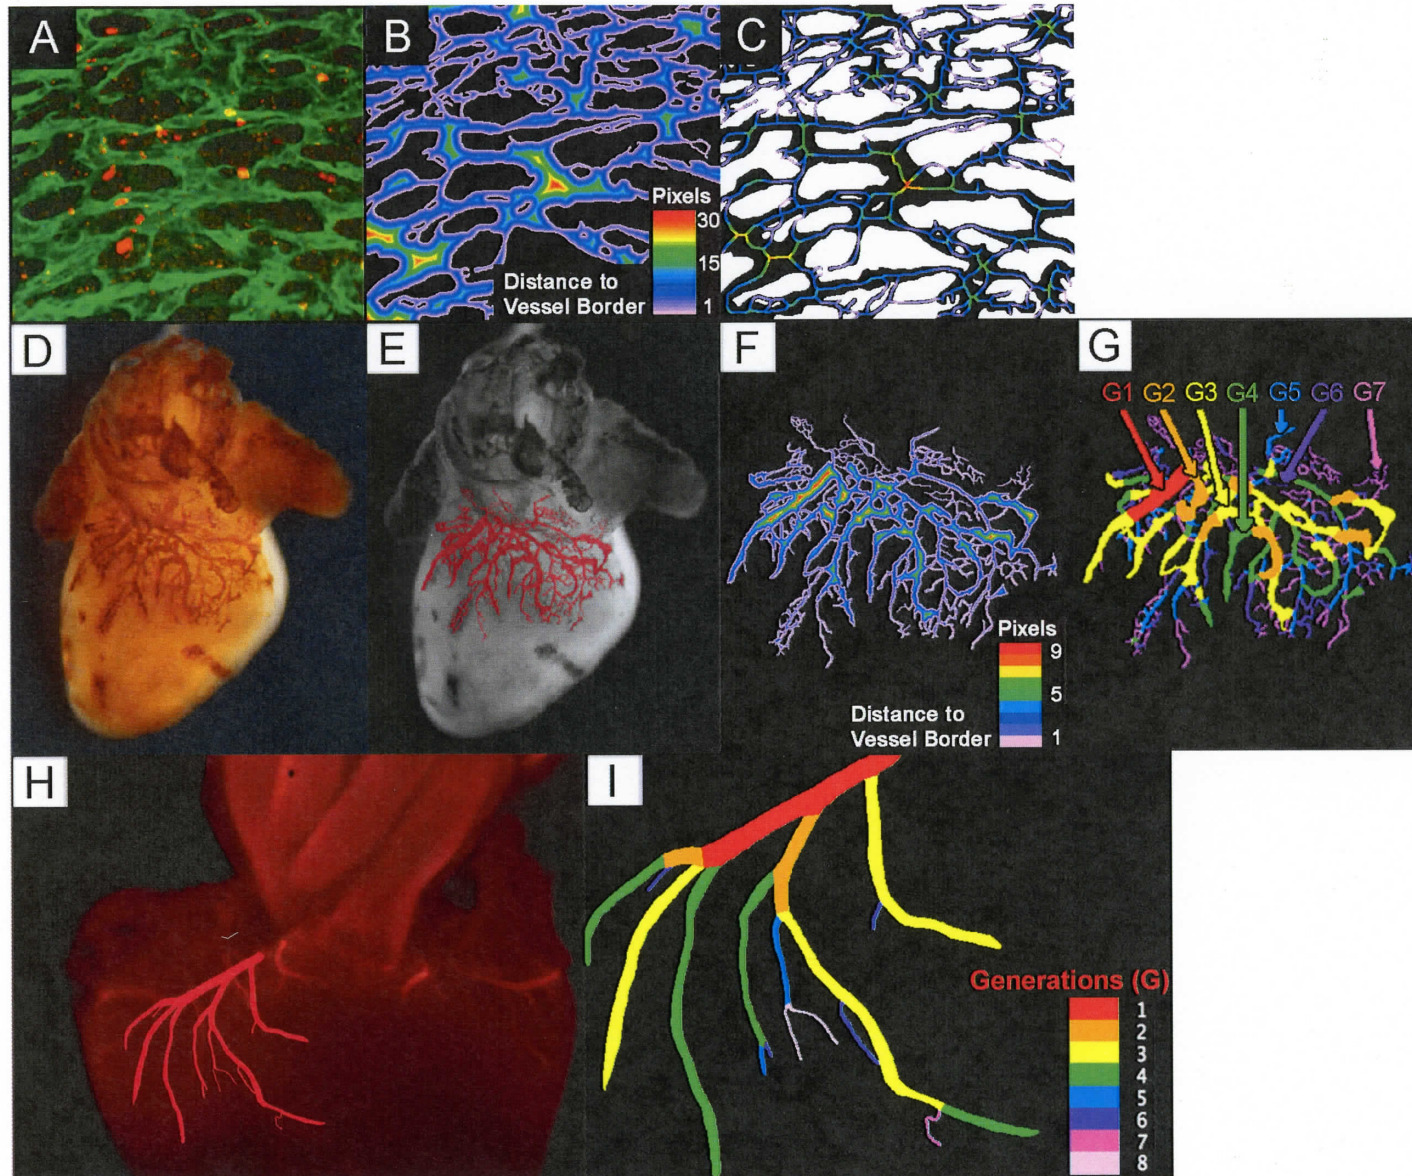 A
B
C
Pixels
30
15
1
Distance to
Vessel Border
D
E
F
G
G1 G2 G3 G4 G5 G6 G7
Pixels
9
5
1
Distance to
Vessel Border
H
I
Generations (G)
1
2
3
4
5
6
7
8